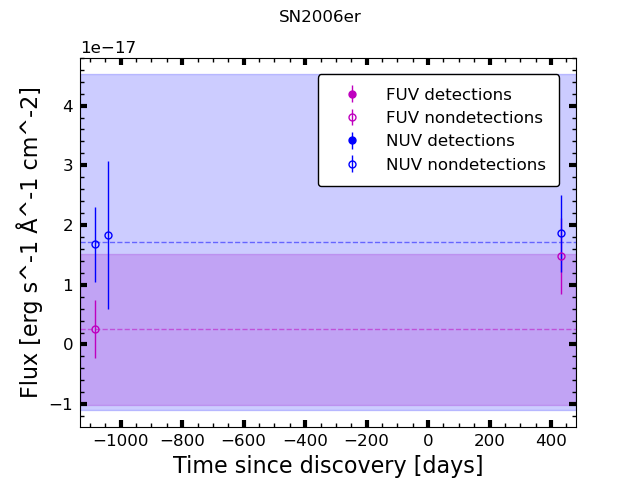 SN2006er
1e−17
FUV detections
FUV nondetections
NUV detections
NUV nondetections
4
3
2
1
0
−1
Flux [erg s^-1 Å^-1 cm^-2]
−1000 −800 −600 −400 −200 0 200 400
Time since discovery [days]